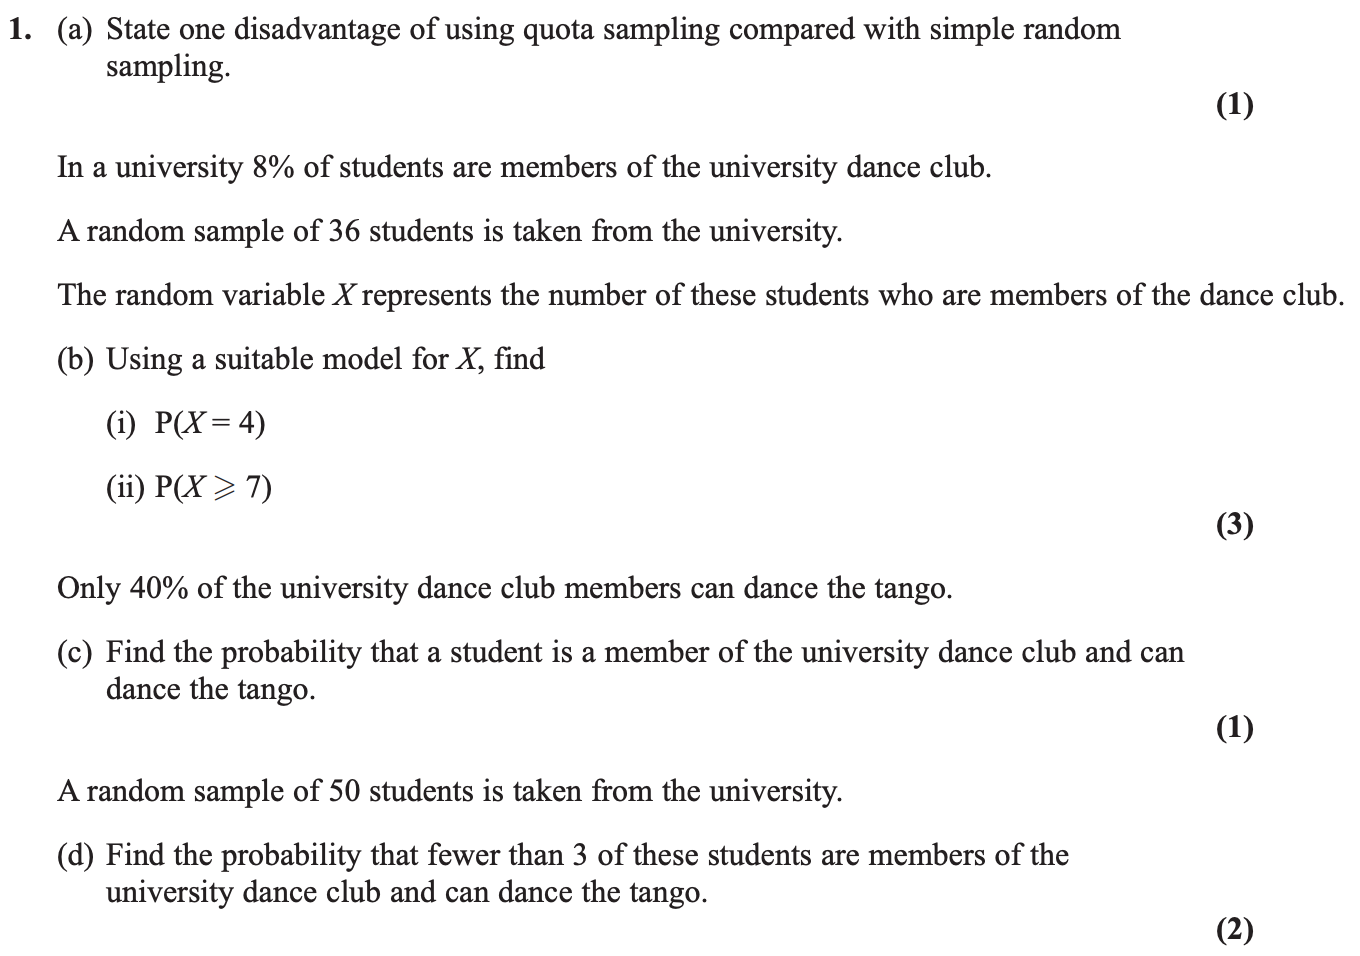 1. (a) State one disadvantage of using quota sampling compared with simple random
sampling.
(1)
In a university 8% of students are members of the university dance club.
A random sample of 36 students is taken from the university.
The random variable X represents the number of these students who are members of the dance club.
(b) Using a suitable model for X, find
(i) P(X = 4)
(ii) P(X ⩾ 7)
(3)
Only 40% of the university dance club members can dance the tango.
(c) Find the probability that a student is a member of the university dance club and can
dance the tango.
(1)
A random sample of 50 students is taken from the university.
(d) Find the probability that fewer than 3 of these students are members of the
university dance club and can dance the tango.
(2)